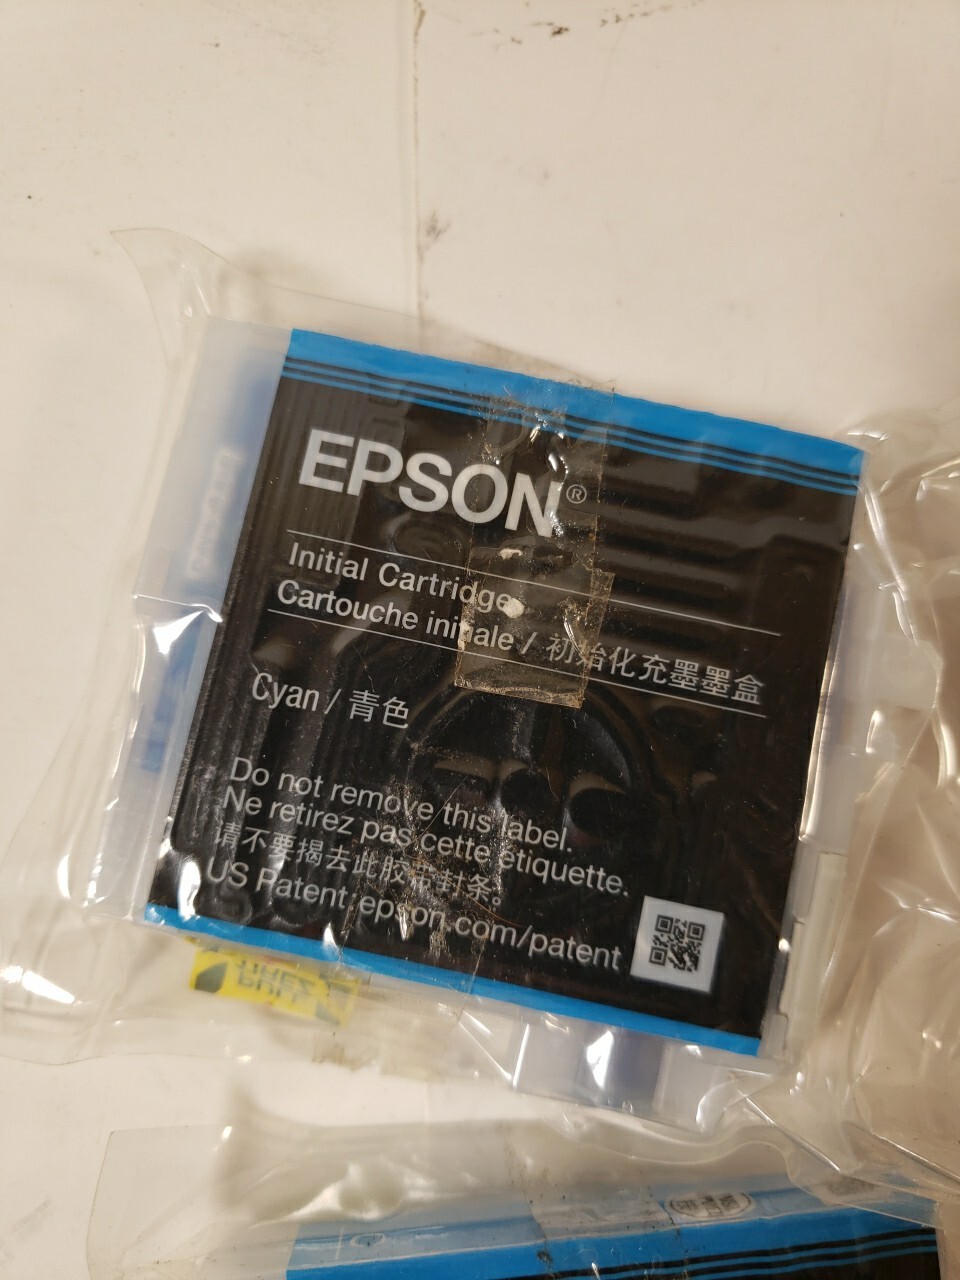 EPSON®
Initial Cartridge
Cartouche initiale / 初始化充墨墨盒
Cyan / 青色
Do not remove this label.
Ne retirez pas cette étiquette.
请不要揭去此胶带封条。
US Patent epson.com/patent